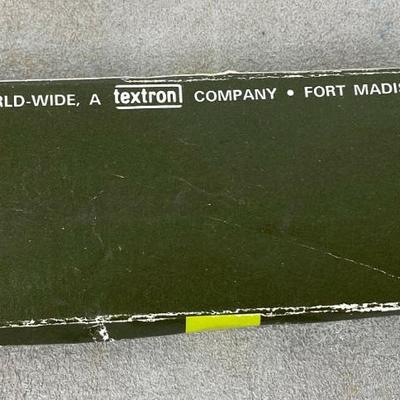 RLD-WIDE, A textron COMPANY • FORT MADIS